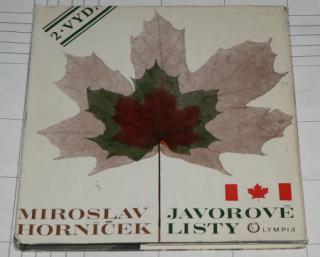 2. VYD.
MIROSLAV
HORNÍČEK
JAVOROVÉ
LISTY
OLYMPIA